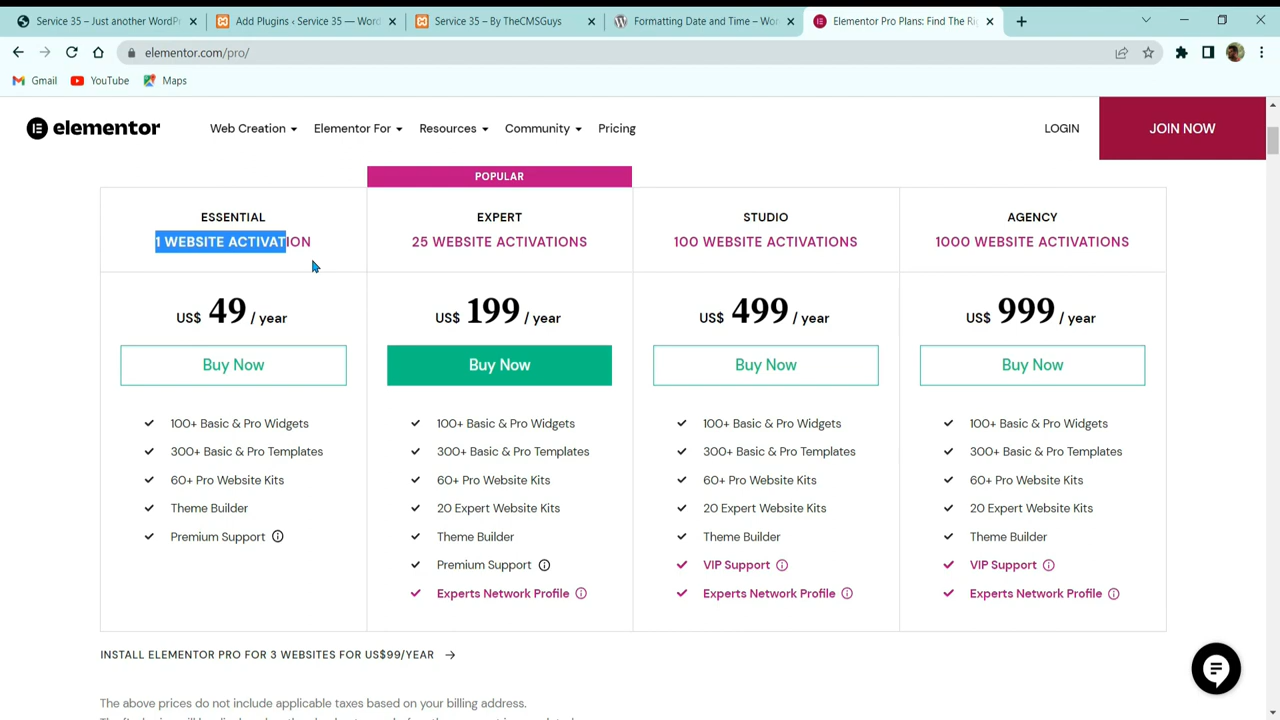 Service 35 – Just another WordPr
Add Plugins ‹ Service 35 — Word
Service 35 – By TheCMSGuys
Formatting Date and Time – Wor
Elementor Pro Plans: Find The Ri
elementor.com/pro/
Gmail
YouTube
Maps
elementor
Web Creation
Elementor For
Resources
Community
Pricing
LOGIN
JOIN NOW
POPULAR
ESSENTIAL
1 WEBSITE ACTIVATION
US$ 49 / year
Buy Now
100+ Basic & Pro Widgets
300+ Basic & Pro Templates
60+ Pro Website Kits
Theme Builder
Premium Support
EXPERT
25 WEBSITE ACTIVATIONS
US$ 199 / year
Buy Now
100+ Basic & Pro Widgets
300+ Basic & Pro Templates
60+ Pro Website Kits
20 Expert Website Kits
Theme Builder
Premium Support
Experts Network Profile
STUDIO
100 WEBSITE ACTIVATIONS
US$ 499 / year
Buy Now
100+ Basic & Pro Widgets
300+ Basic & Pro Templates
60+ Pro Website Kits
20 Expert Website Kits
Theme Builder
VIP Support
Experts Network Profile
AGENCY
1000 WEBSITE ACTIVATIONS
US$ 999 / year
Buy Now
100+ Basic & Pro Widgets
300+ Basic & Pro Templates
60+ Pro Website Kits
20 Expert Website Kits
Theme Builder
VIP Support
Experts Network Profile
INSTALL ELEMENTOR PRO FOR 3 WEBSITES FOR US$99/YEAR →
The above prices do not include applicable taxes based on your billing address.